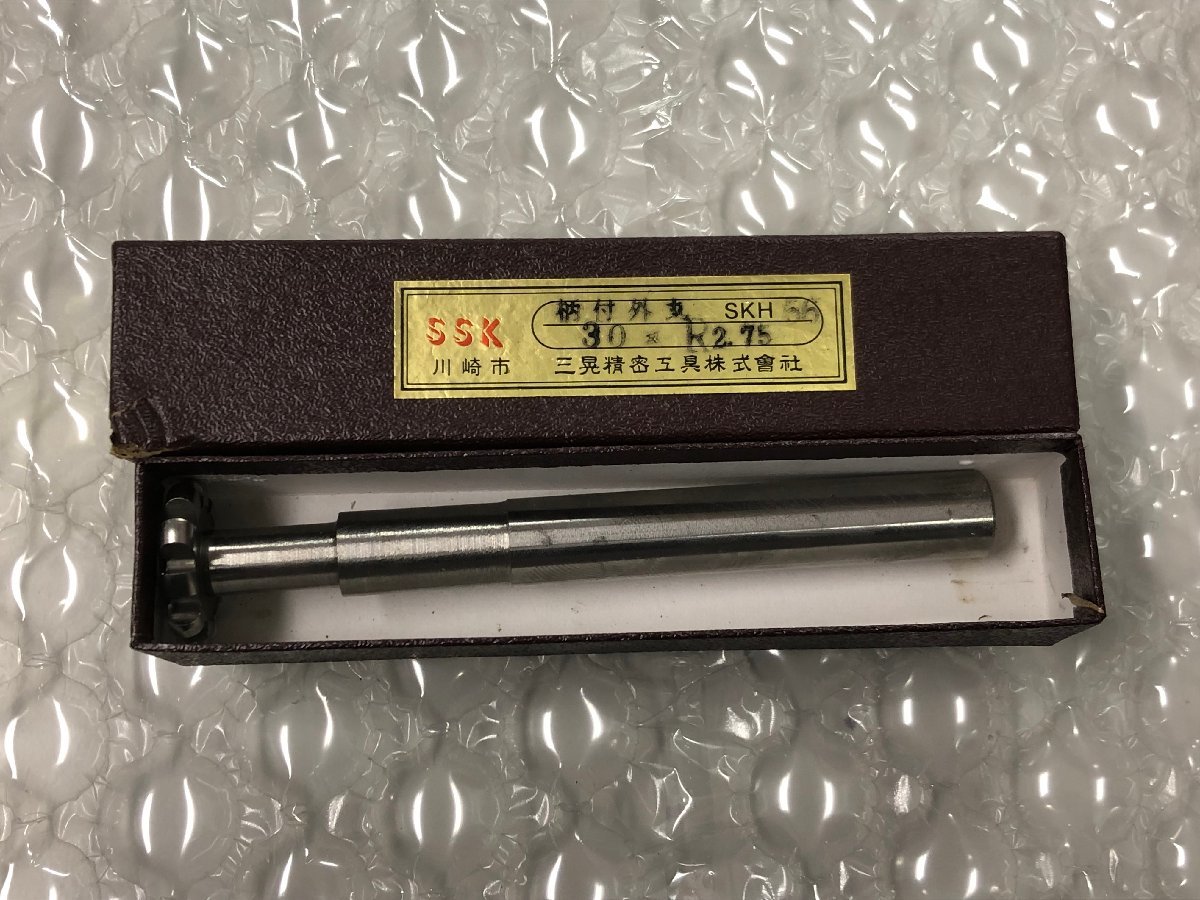 柄付外丸 SKH 55
30 × R2.75
SSK
川崎市 三晃精密工具株式會社